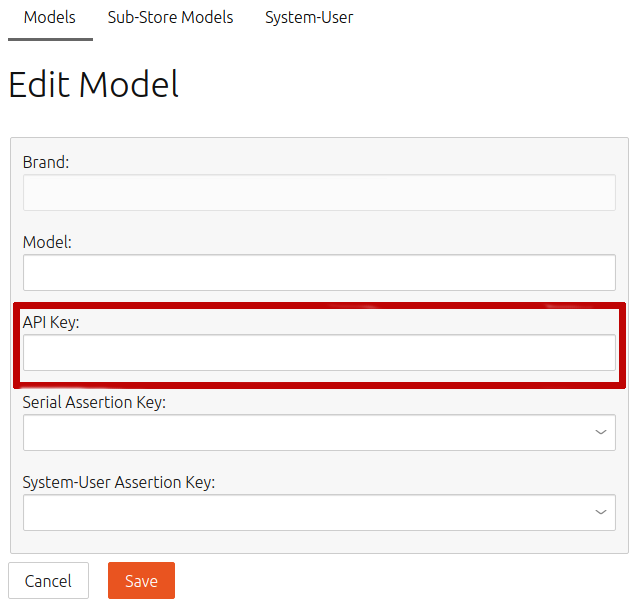 Models Sub-Store Models System-User
Edit Model
Brand:
Model:
API Key:
Serial Assertion Key:
System-User Assertion Key:
Cancel Save